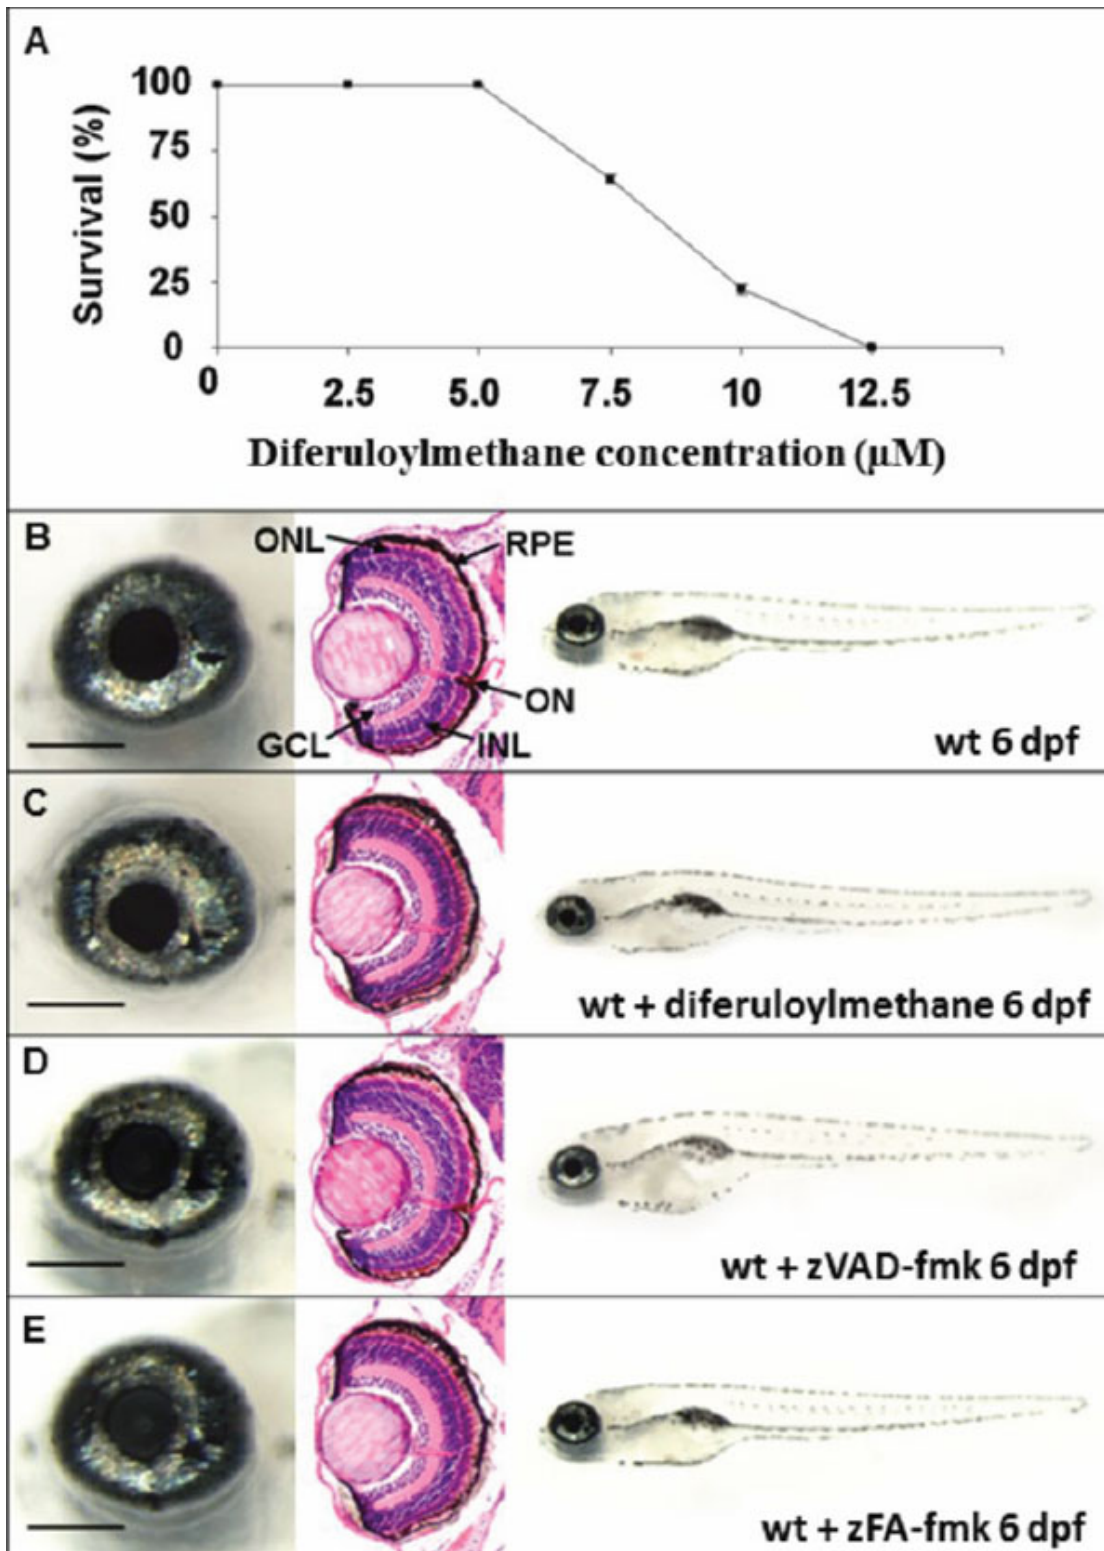 A
Survival (%)
100
75
50
25
0
0 2.5 5.0 7.5 10 12.5
Diferuloylmethane concentration (µM)
B
ONL RPE
ON
GCL INL
wt 6 dpf
C
wt + diferuloylmethane 6 dpf
D
wt + zVAD-fmk 6 dpf
E
wt + zFA-fmk 6 dpf